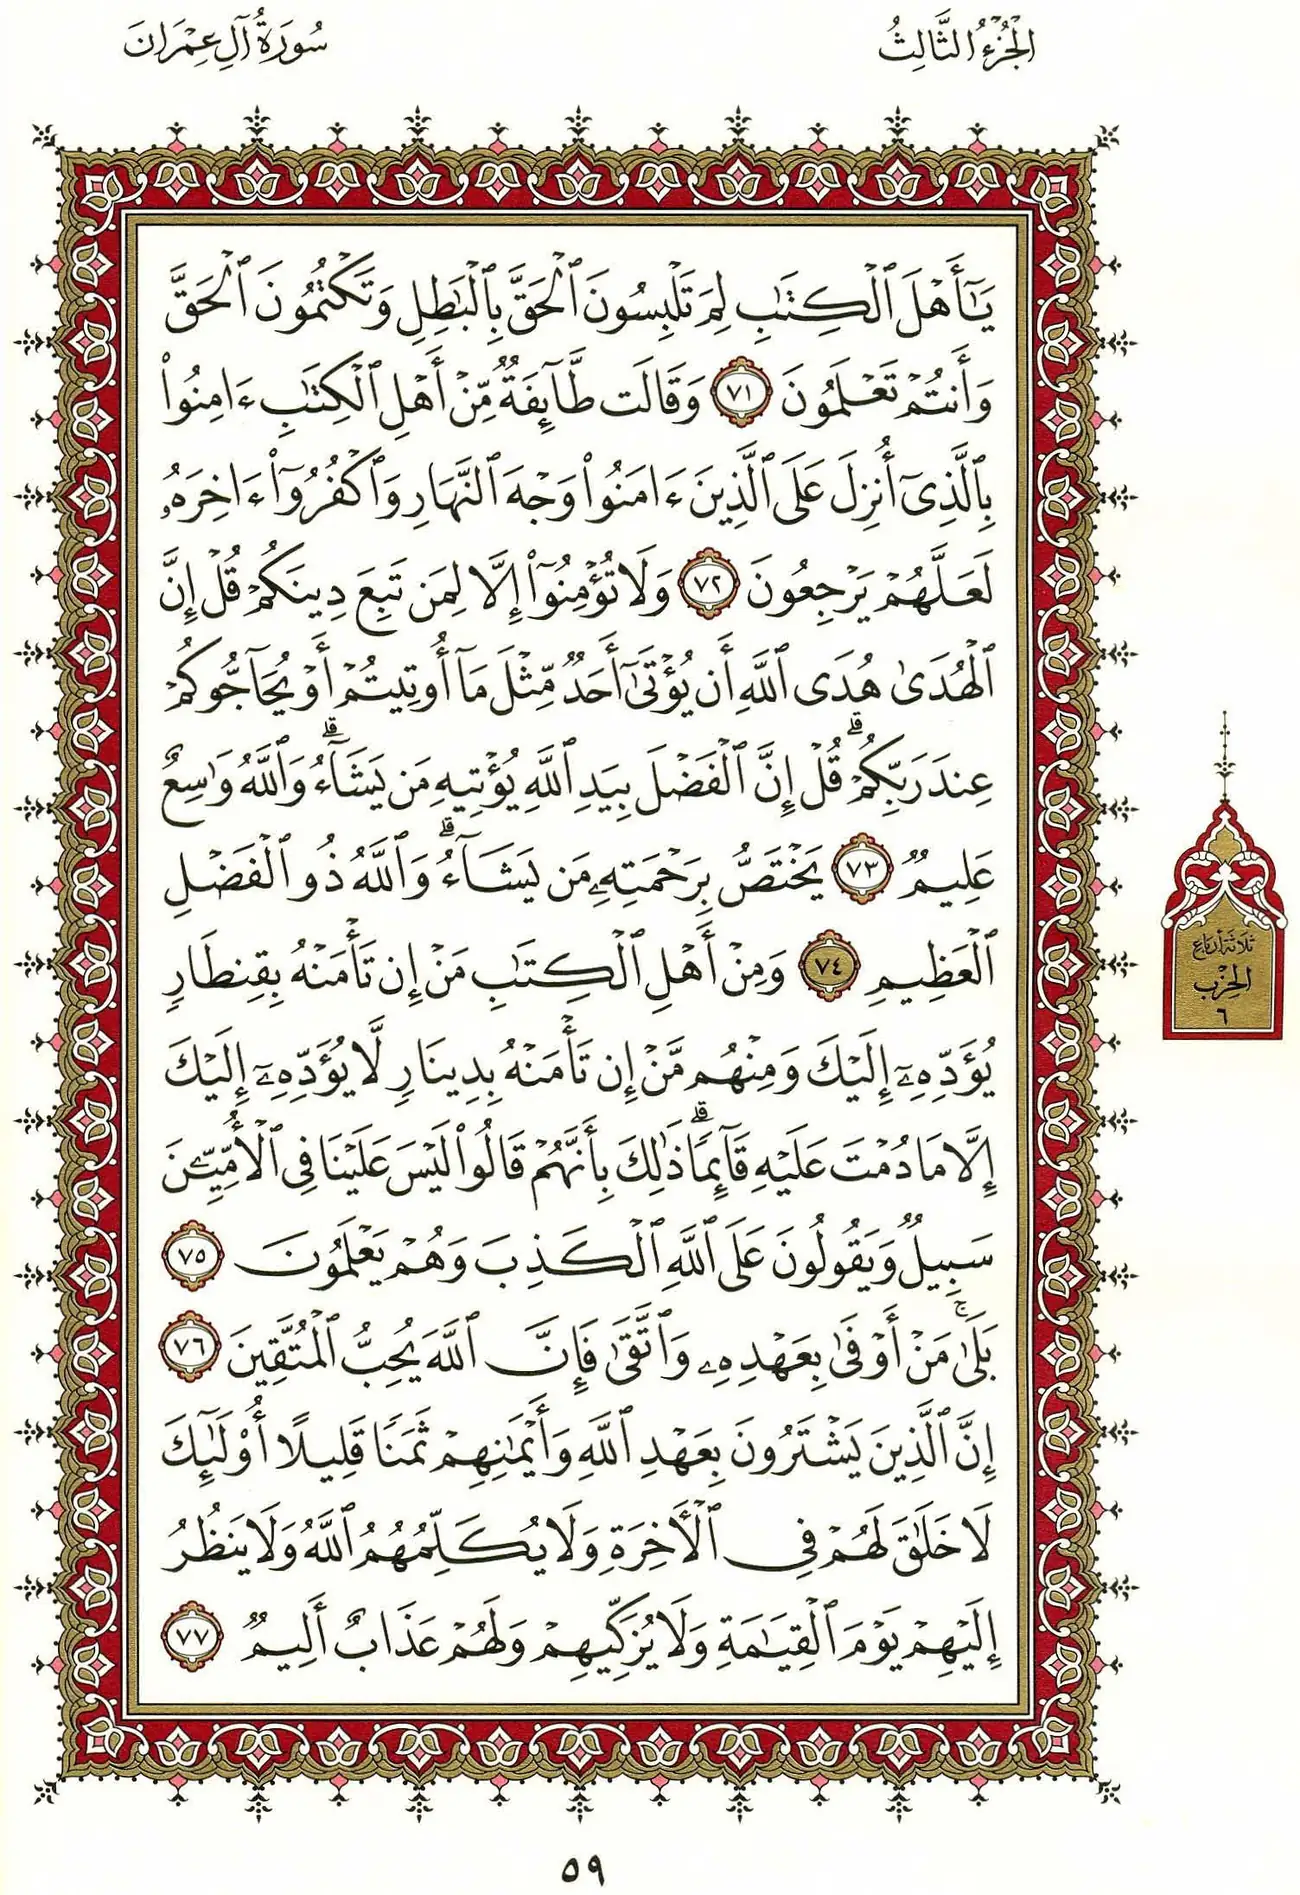 الجزء الثالث
سورة آل عمران
يَٰٓأَهْلَ ٱلْكِتَٰبِ لِمَ تَلْبِسُونَ ٱلْحَقَّ بِٱلْبَٰطِلِ وَتَكْتُمُونَ ٱلْحَقَّ
وَأَنتُمْ تَعْلَمُونَ ٧١ وَقَالَت طَّآئِفَةٌ مِّنْ أَهْلِ ٱلْكِتَٰبِ ءَامِنُوا۟
بِٱلَّذِىٓ أُنزِلَ عَلَى ٱلَّذِينَ ءَامَنُوا۟ وَجْهَ ٱلنَّهَارِ وَٱكْفُرُوٓا۟ ءَاخِرَهُۥ
لَعَلَّهُمْ يَرْجِعُونَ ٧٢ وَلَا تُؤْمِنُوٓا۟ إِلَّا لِمَن تَبِعَ دِينَكُمْ قُلْ إِنَّ
ٱلْهُدَىٰ هُدَى ٱللَّهِ أَن يُؤْتَىٰٓ أَحَدٌ مِّثْلَ مَآ أُوتِيتُمْ أَوْ يُحَآجُّوكُمْ
عِندَ رَبِّكُمْ ۗ قُلْ إِنَّ ٱلْفَضْلَ بِيَدِ ٱللَّهِ يُؤْتِيهِ مَن يَشَآءُ ۗ وَٱللَّهُ وَٰسِعٌ
عَلِيمٌ ٧٣ يَخْتَصُّ بِرَحْمَتِهِۦ مَن يَشَآءُ ۗ وَٱللَّهُ ذُو ٱلْفَضْلِ
ٱلْعَظِيمِ ٧٤ وَمِنْ أَهْلِ ٱلْكِتَٰبِ مَنْ إِن تَأْمَنْهُ بِقِنطَارٍ
يُؤَدِّهِۦٓ إِلَيْكَ وَمِنْهُم مَّنْ إِن تَأْمَنْهُ بِدِينَارٍ لَّا يُؤَدِّهِۦٓ إِلَيْكَ
إِلَّا مَا دُمْتَ عَلَيْهِ قَآئِمًا ۗ ذَٰلِكَ بِأَنَّهُمْ قَالُوا۟ لَيْسَ عَلَيْنَا فِى ٱلْأُمِّيِّۦنَ
سَبِيلٌ وَيَقُولُونَ عَلَى ٱللَّهِ ٱلْكَذِبَ وَهُمْ يَعْلَمُونَ ٧٥
بَلَىٰ ۚ مَنْ أَوْفَىٰ بِعَهْدِهِۦ وَٱتَّقَىٰ فَإِنَّ ٱللَّهَ يُحِبُّ ٱلْمُتَّقِينَ ٧٦
إِنَّ ٱلَّذِينَ يَشْتَرُونَ بِعَهْدِ ٱللَّهِ وَأَيْمَٰنِهِمْ ثَمَنًا قَلِيلًا أُو۟لَٰٓئِكَ
لَا خَلَٰقَ لَهُمْ فِى ٱلْأَخِرَةِ وَلَا يُكَلِّمُهُمُ ٱللَّهُ وَلَا يَنظُرُ
إِلَيْهِمْ يَوْمَ ٱلْقِيَٰمَةِ وَلَا يُزَكِّيهِمْ وَلَهُمْ عَذَابٌ أَلِيمٌ ٧٧
ثلاثة أرباع
الحزب
٦
٥٩